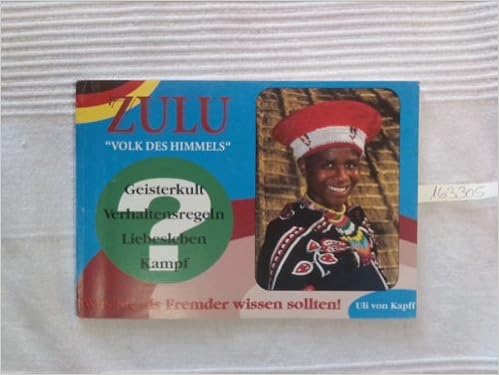 ZULU
"VOLK DES HIMMELS"
?
Geisterkult
Verhaltensregeln
Liebesleben
Kampf
Fremder wissen sollten!
Uli von Kapff
163305